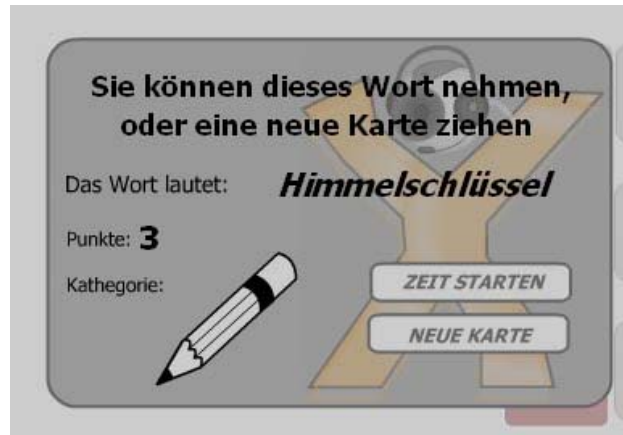 Sie können dieses Wort nehmen,
oder eine neue Karte ziehen
Das Wort lautet: Himmelschlüssel
Punkte: 3
Kathegorie:
ZEIT STARTEN
NEUE KARTE